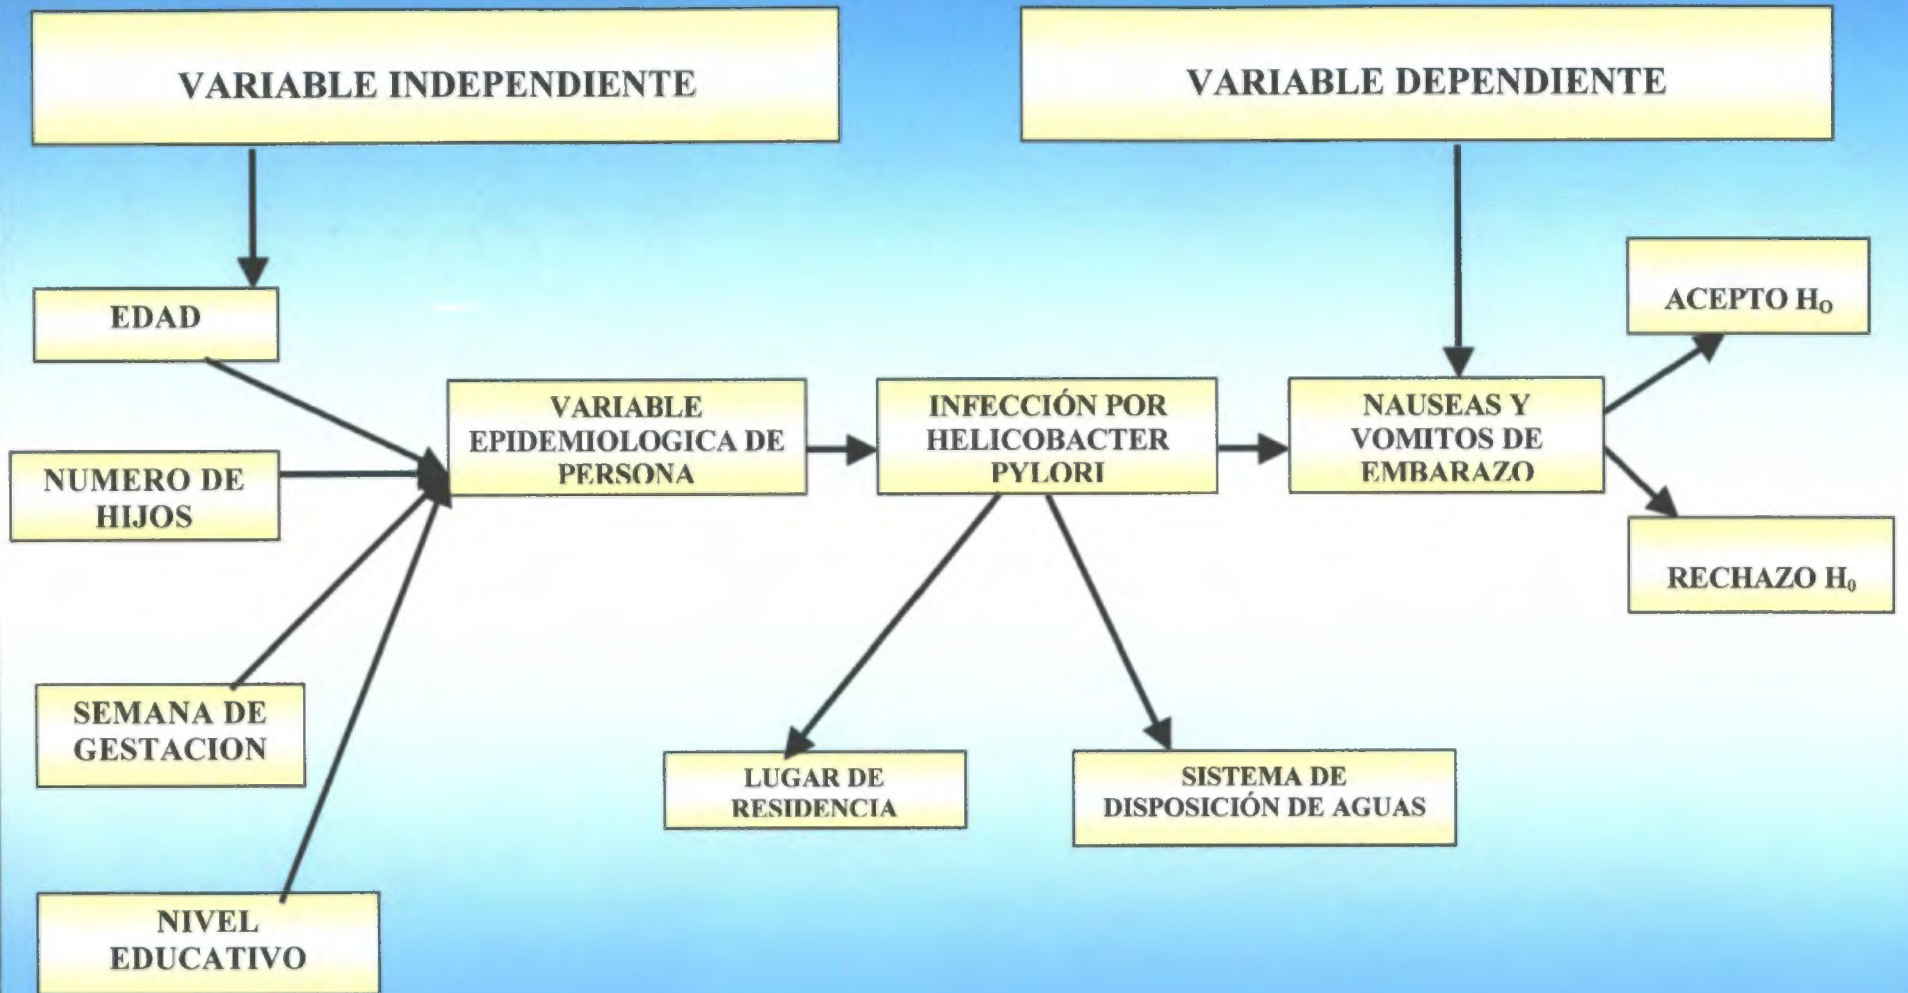 VARIABLE INDEPENDIENTE
VARIABLE DEPENDIENTE
EDAD
ACEPTO H₀
NUMERO DE
HIJOS
VARIABLE
EPIDEMIOLOGICA DE
PERSONA
INFECCIÓN POR
HELICOBACTER
PYLORI
NAUSEAS Y
VOMITOS DE
EMBARAZO
RECHAZO H₀
SEMANA DE
GESTACION
LUGAR DE
RESIDENCIA
SISTEMA DE
DISPOSICIÓN DE AGUAS
NIVEL
EDUCATIVO